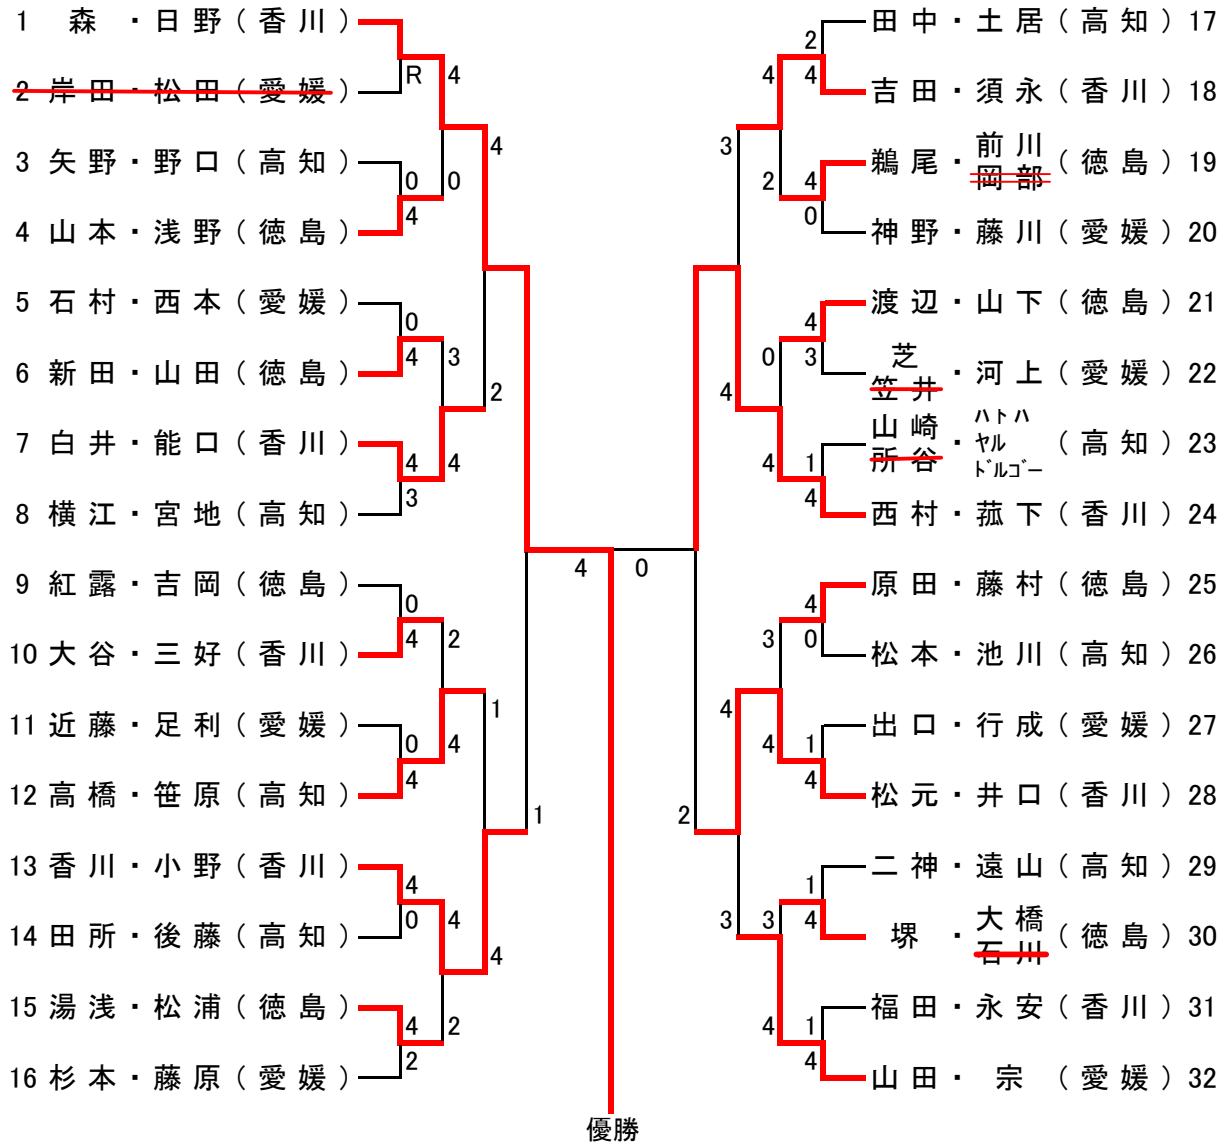 1 森・日野(香川)
R
4
2 岸田・松田(愛媛)
4
3 矢野・野口(高知)
0
0
4
4 山本・浅野(徳島)
5 石村・西本(愛媛)
0
4
3
6 新田・山田(徳島)
2
7 白井・能口(香川)
4
4
3
8 横江・宮地(高知)
9 紅露・吉岡(徳島)
0
4
2
10 大谷・三好(香川)
1
11 近藤・足利(愛媛)
0
4
4
12 高橋・笹原(高知)
1
13 香川・小野(香川)
4
0
4
14 田所・後藤(高知)
4
15 湯浅・松浦(徳島)
4
2
2
16 杉本・藤原(愛媛)
4 0
優勝
田中・土居(高知) 17
2
4
4
吉田・須永(香川) 18
3
鵜尾・前川(徳島) 19
岡部
2
4
0
神野・藤川(愛媛) 20
渡辺・山下(徳島) 21
4
0
3
芝
笠井・河上(愛媛) 22
4
山崎
所谷・ハトハ
ヤル
ドルゴー
(高知) 23
4
1
4
西村・菰下(香川) 24
原田・藤村(徳島) 25
4
3
0
松本・池川(高知) 26
4
出口・行成(愛媛) 27
4
1
4
松元・井口(香川) 28
2
二神・遠山(高知) 29
1
3
3
4
堺・大橋(徳島) 30
石川
福田・永安(香川) 31
4
1
4
山田・宗(愛媛) 32